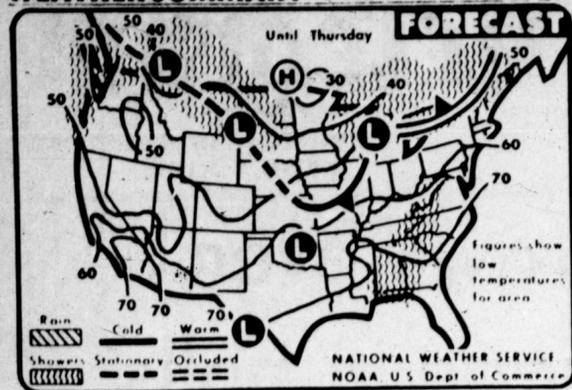 FORECAST
Until Thursday
50
40
50
50
50
L
H
30
40
L
L
50
60
70
L
60
70
70
70
L
Figures show
low
temperatures
for area
Rain
Cold
Warm
Showers
Stationary
Occluded
NATIONAL WEATHER SERVICE
NOAA, U S Dept of Commerce